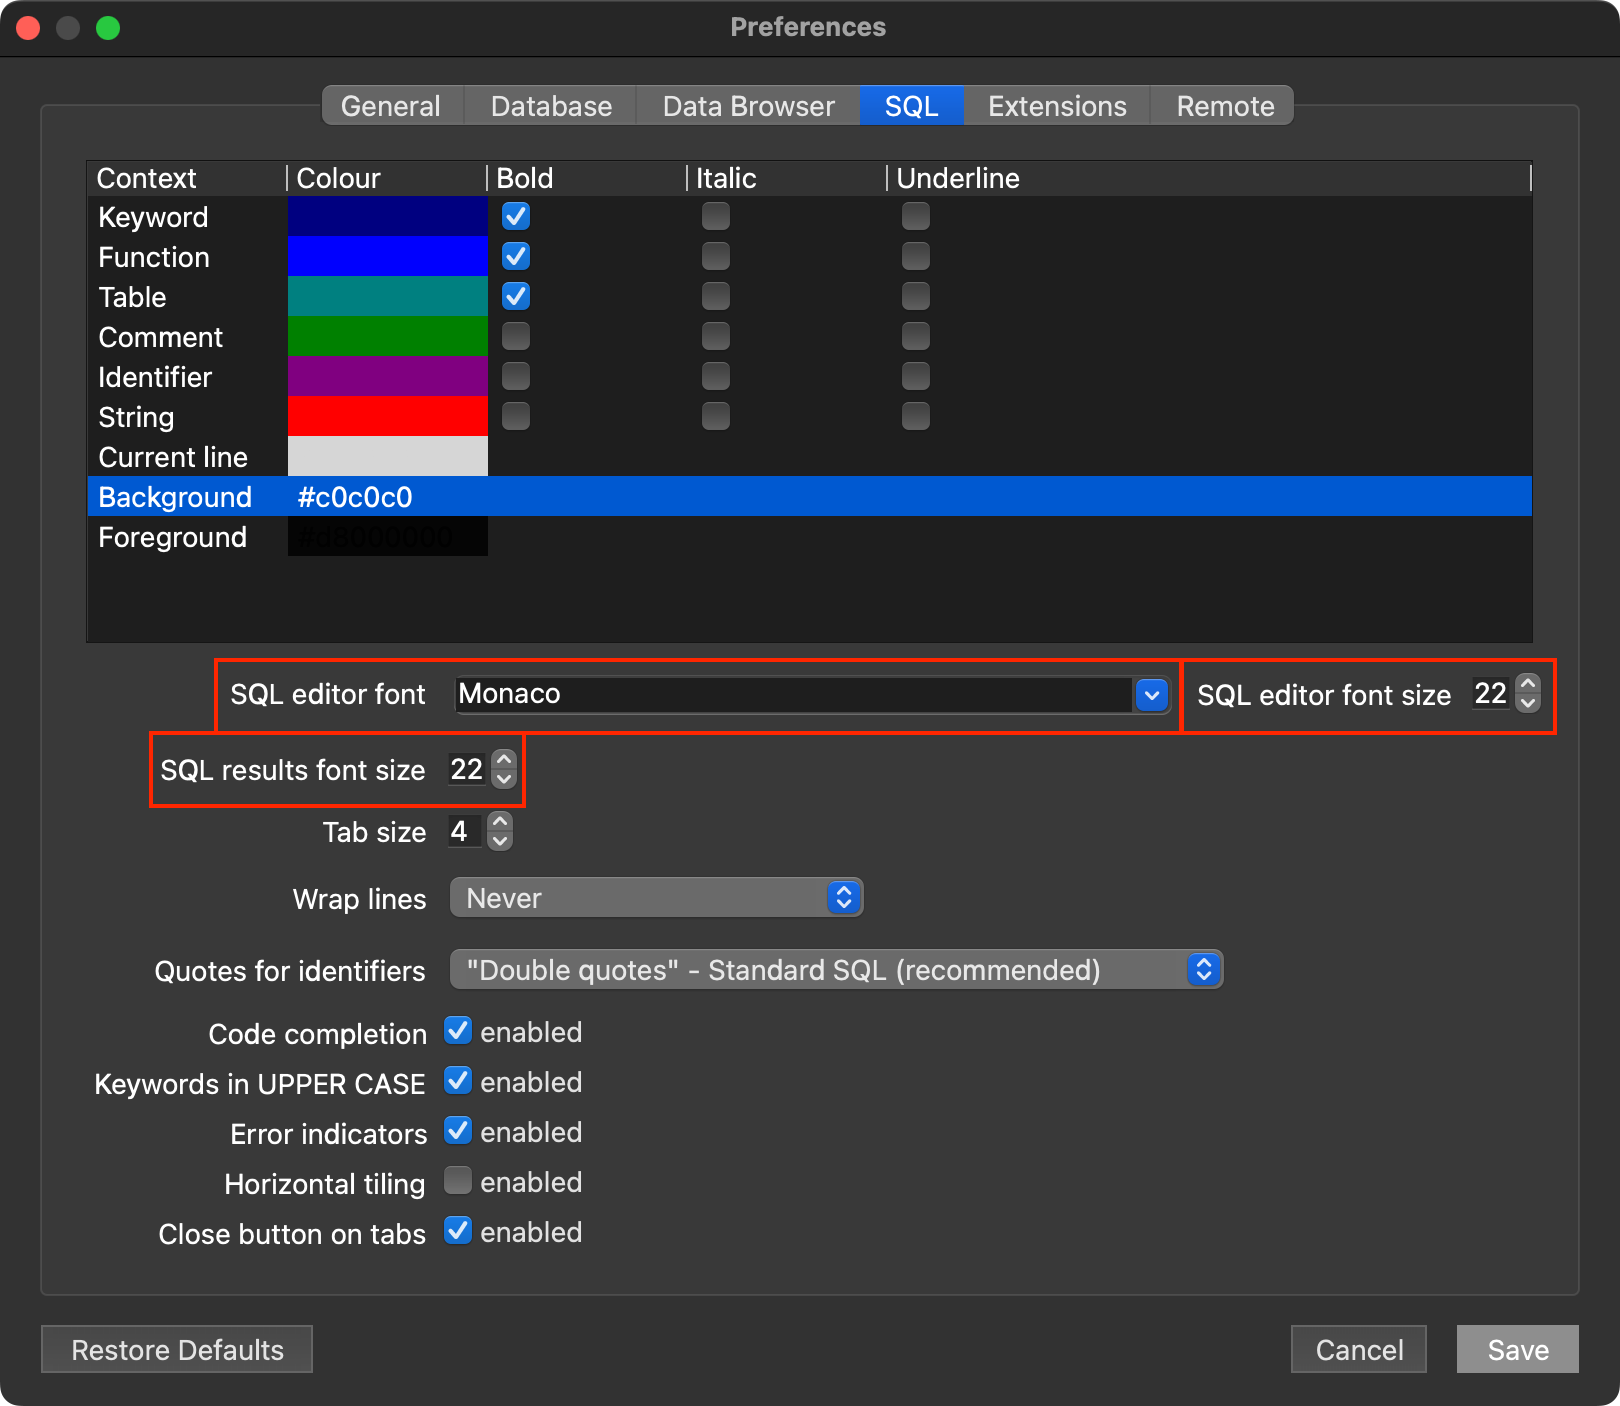 Preferences
General Database Data Browser SQL Extensions Remote
Context Colour Bold Italic Underline
Keyword
Function
Table
Comment
Identifier
String
Current line
Background #c0c0c0
Foreground #d8000000
SQL editor font Monaco SQL editor font size 22
SQL results font size 22
Tab size 4
Wrap lines Never
Quotes for identifiers "Double quotes" - Standard SQL (recommended)
Code completion enabled
Keywords in UPPER CASE enabled
Error indicators enabled
Horizontal tiling enabled
Close button on tabs enabled
Restore Defaults Cancel Save